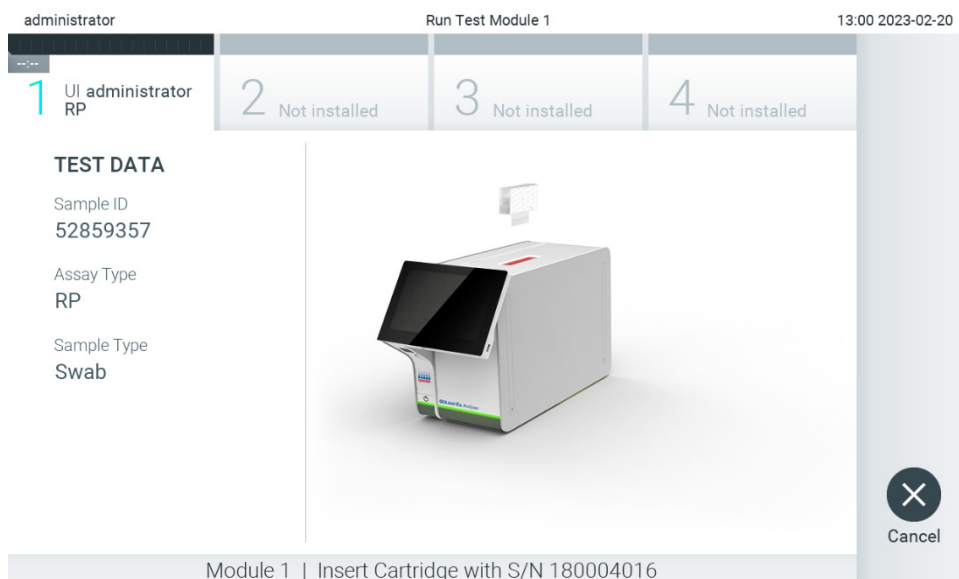 administrator
Run Test Module 1
13:00 2023-02-20
--:--
1 UI administrator
RP
2 Not installed
3 Not installed
4 Not installed
TEST DATA
Sample ID
52859357
Assay Type
RP
Sample Type
Swab
Cancel
Module 1 | Insert Cartridge with S/N 180004016